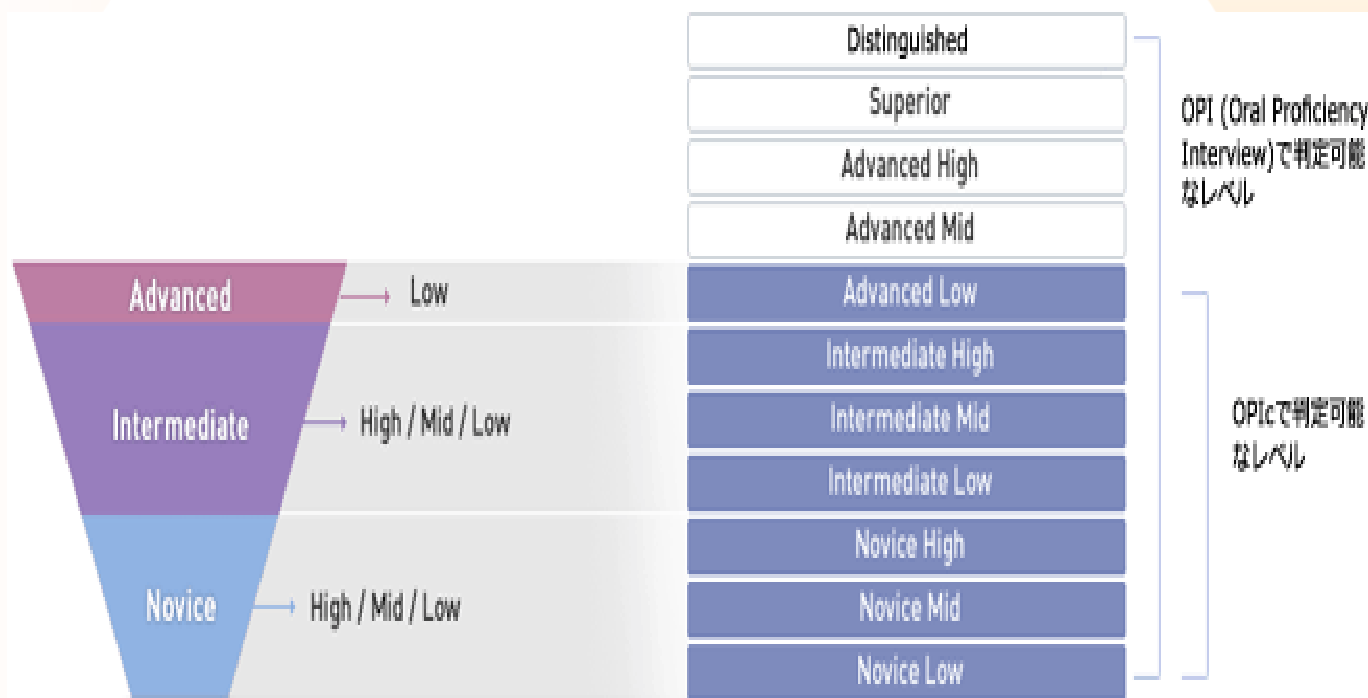 Distinguished
Superior
Advanced High
Advanced Mid
OPI (Oral Proficiency
Interview)で判定可能
なレベル
Advanced
Low
Advanced Low
Intermediate High
Intermediate
High / Mid / Low
Intermediate Mid
Intermediate Low
OPIcで判定可能
なレベル
Novice High
Novice
High / Mid / Low
Novice Mid
Novice Low